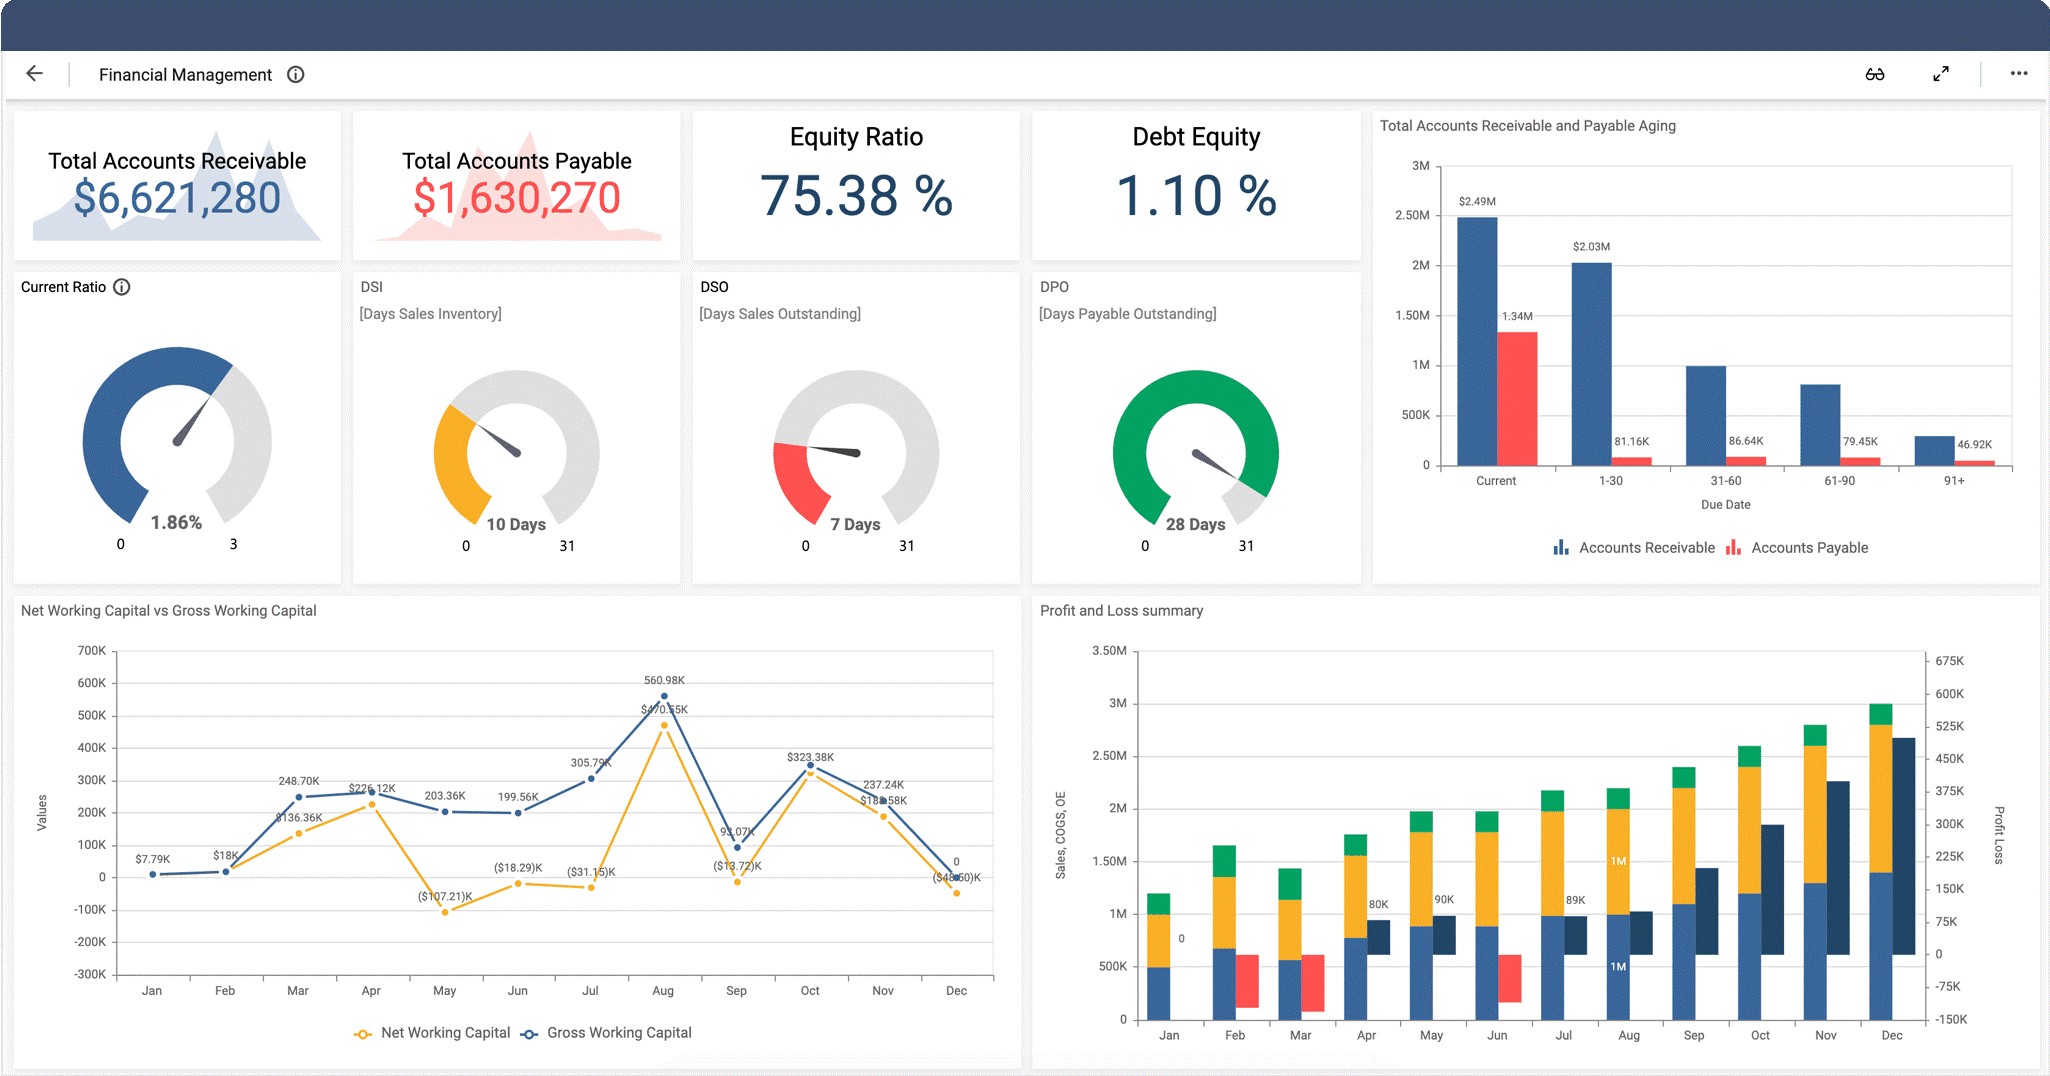 Financial Management
Total Accounts Receivable
$6,621,280
Total Accounts Payable
$1,630,270
Equity Ratio
75.38 %
Debt Equity
1.10 %
Total Accounts Receivable and Payable Aging
3M
2.50M
2M
1.50M
1M
500K
0
$2.49M
1.34M
$2.03M
81.16K
86.64K
79.45K
46.92K
Current
1-30
31-60
61-90
91+
Due Date
Accounts Receivable
Accounts Payable
Current Ratio
1.86%
0
3
DSI
[Days Sales Inventory]
10 Days
0
31
DSO
[Days Sales Outstanding]
7 Days
0
31
DPO
[Days Payable Outstanding]
28 Days
0
31
Net Working Capital vs Gross Working Capital
700K
600K
500K
400K
300K
200K
100K
0
-100K
-200K
-300K
Values
$7.79K
$18K
248.70K
$136.36K
$226.12K
203.36K
($107.21)K
199.56K
($18.29)K
305.79K
($31.15)K
560.98K
$470.55K
93.07K
($13.72)K
$323.38K
237.24K
0
Jan
Feb
Mar
Apr
May
Jun
Jul
Aug
Sep
Oct
Nov
Dec
Net Working Capital
Gross Working Capital
Profit and Loss summary
3.50M
3M
2.50M
2M
1.50M
1M
500K
0
Sales, COGS, OE
0
80K
90K
89K
1M
1M
675K
600K
525K
450K
375K
300K
225K
150K
75K
0
-75K
-150K
Profit Loss
Jan
Feb
Mar
Apr
May
Jun
Jul
Aug
Sep
Oct
Nov
Dec